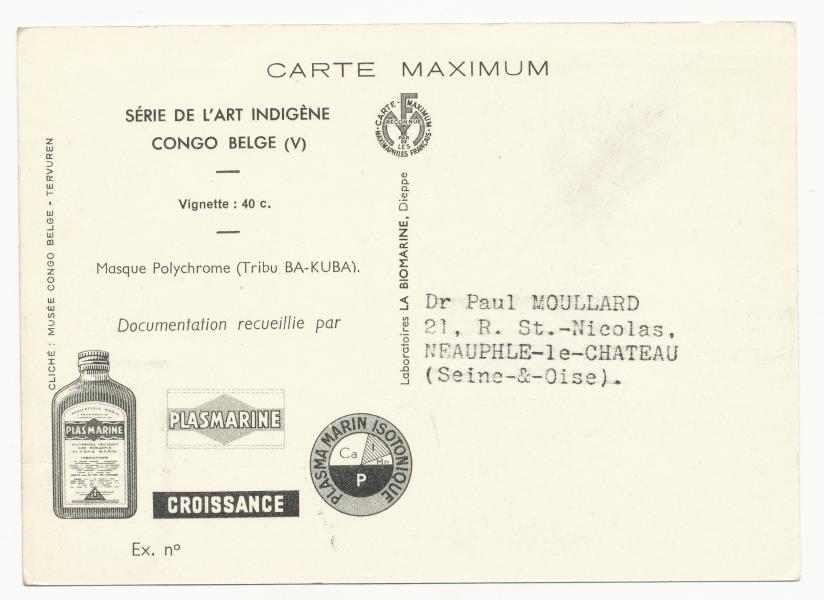 CARTE MAXIMUM
SÉRIE DE L'ART INDIGÈNE
CONGO BELGE (V)
Vignette : 40 c.
Masque Polychrome (Tribu BA-KUBA).
Documentation recueillie par
CLICHÉ : MUSÉE CONGO BELGE - TERVUREN
PLASMARINE
PLASMARINE
CROISSANCE
PLASMA MARIN ISOTONIQUE
Ca I Mn
P
Ex. nº
CARTE - MAXIMUM
RECONNUE
PAR
LES
MAXIMAPHILES FRANÇAIS
Laboratoires LA BIOMARINE, Dieppe
Dr Paul MOULLARD
21, R. St.-Nicolas,
NEAUPHLE-le-CHATEAU
(Seine-&-Oise).